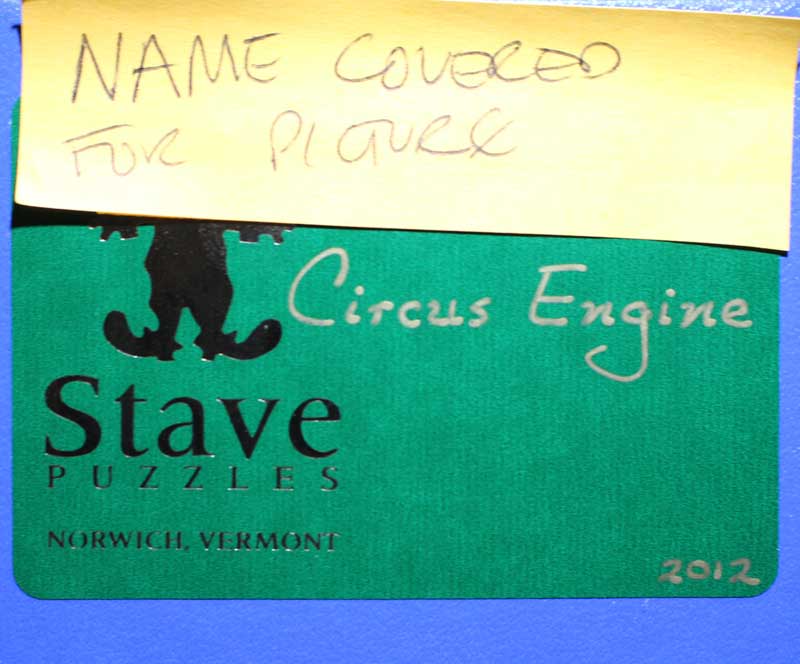 NAME COVERED
FOR PICTURE
Circus Engine
Stave
PUZZLES
NORWICH, VERMONT
2012